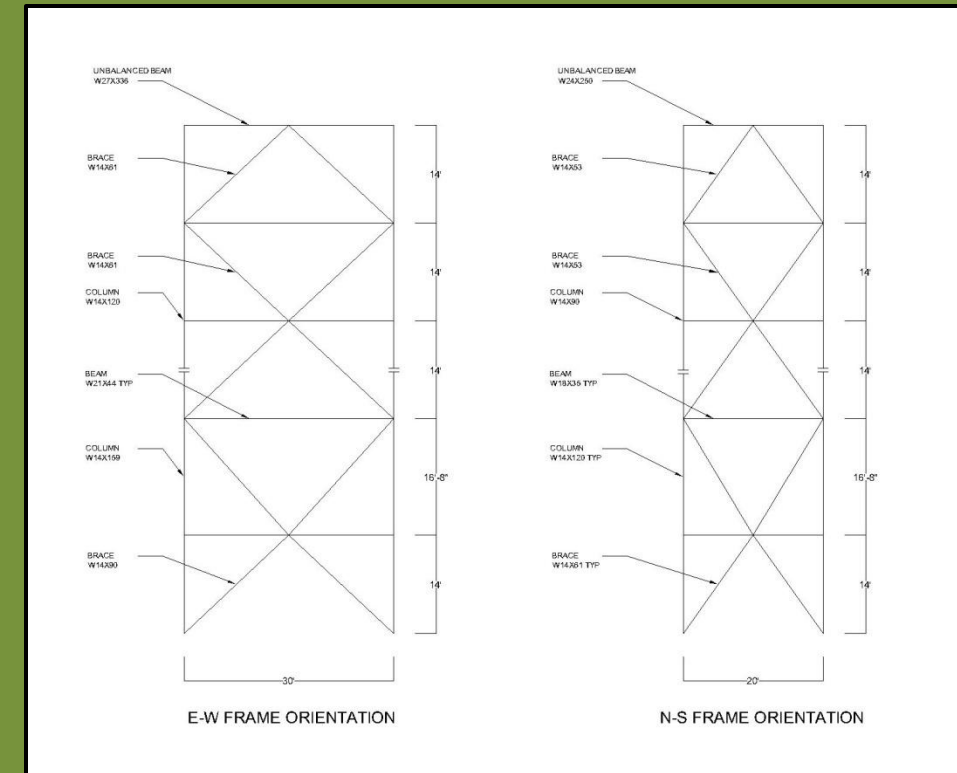 UNBALANCED BEAM
W27X336
BRACE
W14X61
14'
BRACE
W14X61
14'
COLUMN
W14X120
BEAM
W21X44 TYP
14'
COLUMN
W14X159
16'-8"
BRACE
W14X90
14'
30'
E-W FRAME ORIENTATION
UNBALANCED BEAM
W24X250
BRACE
W14X53
14'
BRACE
W14X53
14'
COLUMN
W14X90
BEAM
W18X35 TYP
14'
COLUMN
W14X120 TYP
16'-8"
BRACE
W14X61 TYP
14'
20'
N-S FRAME ORIENTATION